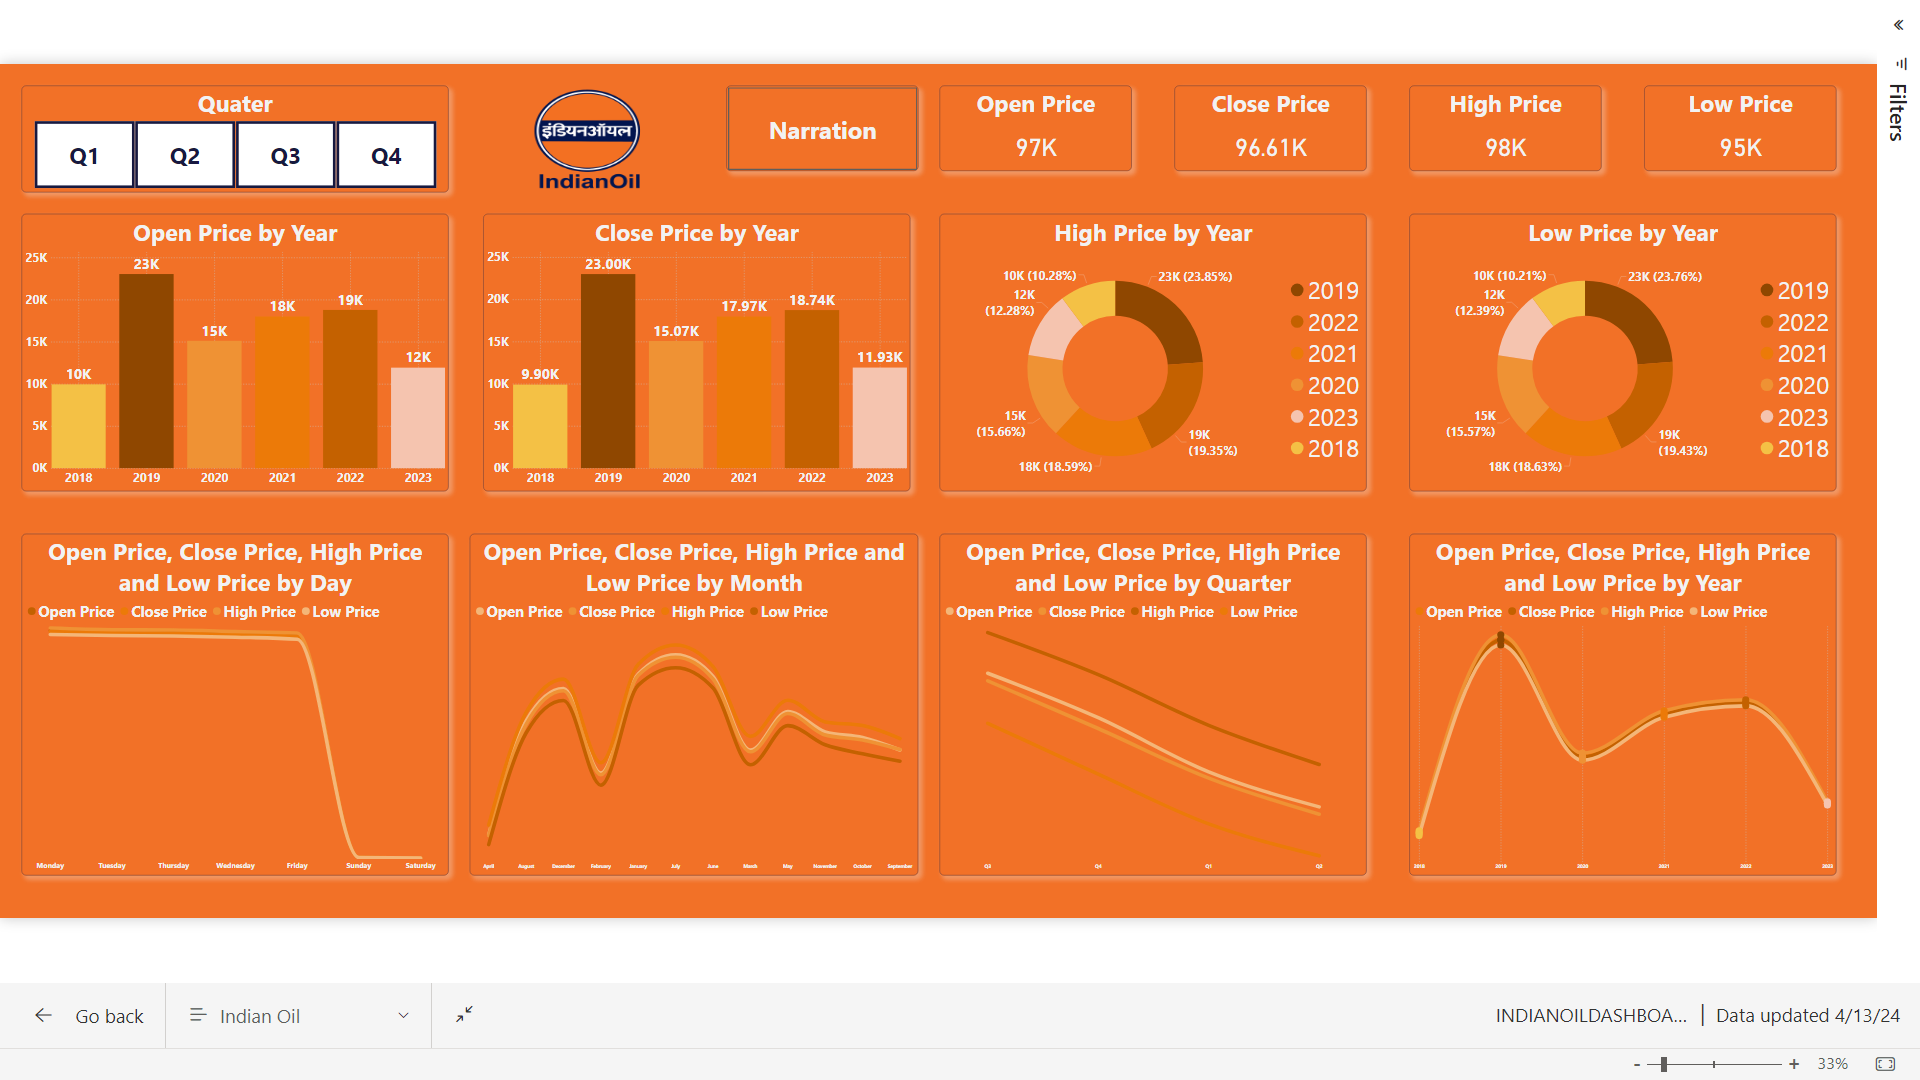 Filters
Quater
Q1 Q2 Q3 Q4
इंडियनऑयल
IndianOil
Narration
Open Price
97K
Close Price
96.61K
High Price
98K
Low Price
95K
Open Price by Year
25K
20K
15K
10K
5K
0K
10K
23K
15K
18K
19K
12K
2018 2019 2020 2021 2022 2023
Close Price by Year
25K
20K
15K
10K
5K
0K
9.90K
23.00K
15.07K
17.97K
18.74K
11.93K
2018 2019 2020 2021 2022 2023
High Price by Year
10K (10.28%)
23K (23.85%)
12K
(12.28%)
15K
(15.66%)
19K
(19.35%)
18K (18.59%)
2019
2022
2021
2020
2023
2018
Low Price by Year
10K (10.21%)
23K (23.76%)
12K
(12.39%)
15K
(15.57%)
19K
(19.43%)
18K (18.63%)
2019
2022
2021
2020
2023
2018
Open Price, Close Price, High Price
and Low Price by Day
Open Price Close Price High Price Low Price
Monday Tuesday Thursday Wednesday Friday Sunday Saturday
Open Price, Close Price, High Price and
Low Price by Month
Open Price Close Price High Price Low Price
April August December February January July June March May November October September
Open Price, Close Price, High Price
and Low Price by Quarter
Open Price Close Price High Price Low Price
Q3 Q4 Q1 Q2
Open Price, Close Price, High Price
and Low Price by Year
Open Price Close Price High Price Low Price
2018 2019 2020 2021 2022 2023
Go back
Indian Oil
INDIANOILDASHBOA... | Data updated 4/13/24
- + 33%